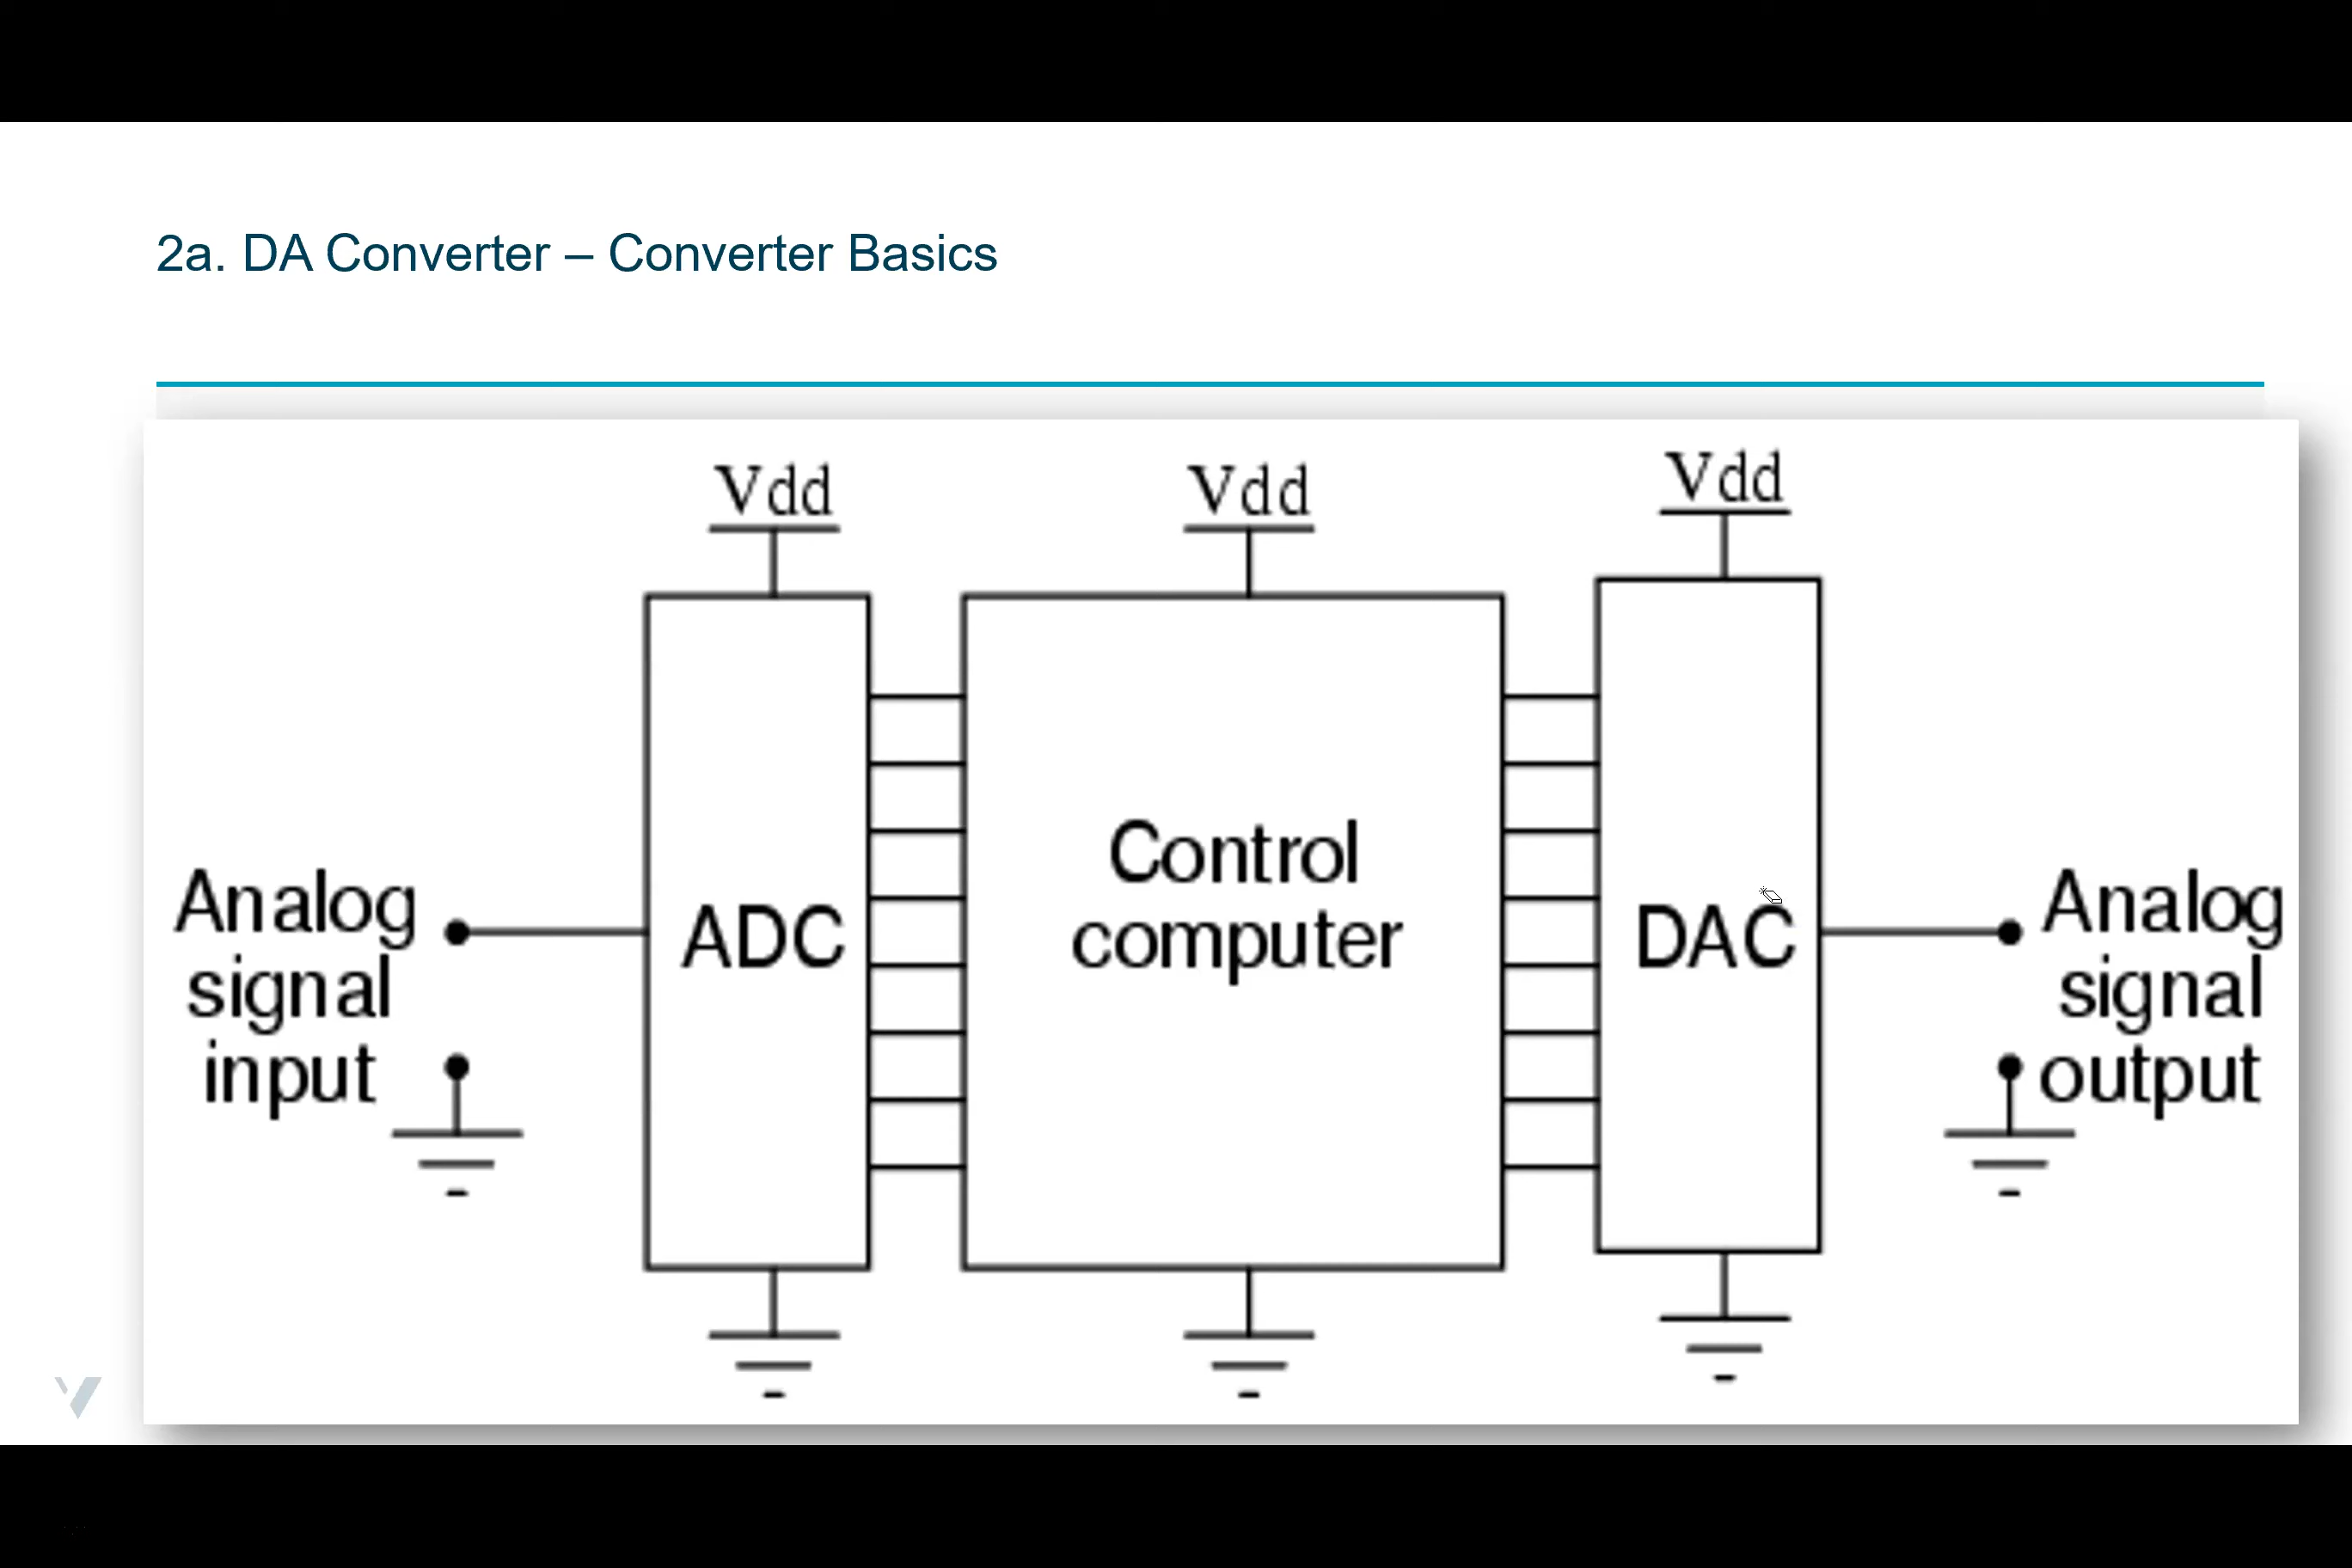 2a. DA Converter – Converter Basics
Vdd
Vdd
Vdd
Analog
signal
input
ADC
Control
computer
DAC
Analog
signal
output